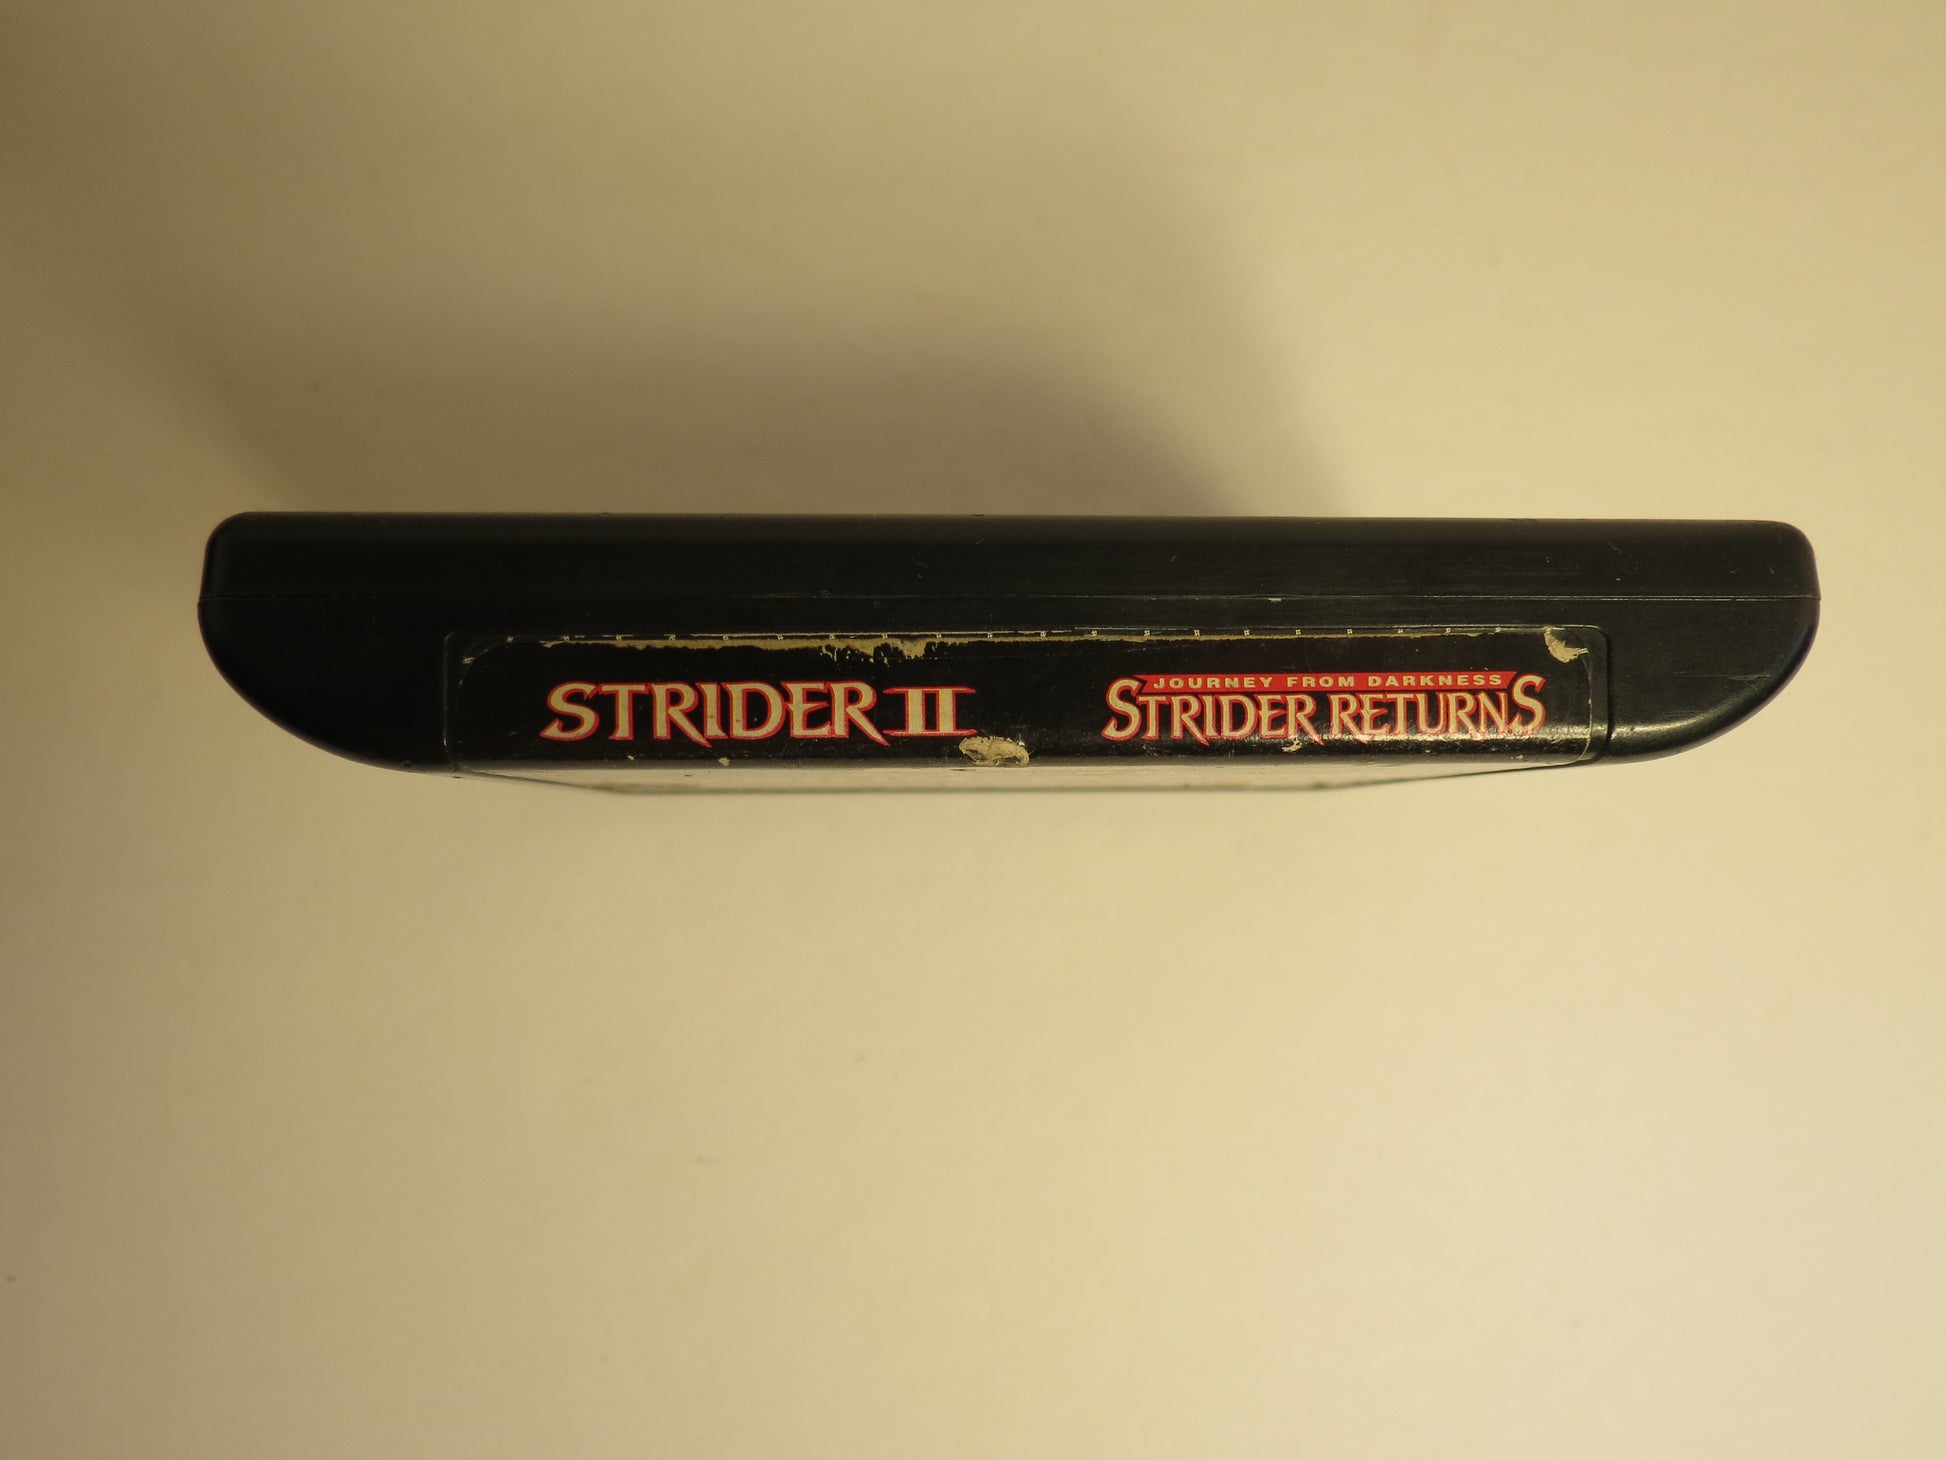 STRIDER II
JOURNEY FROM DARKNESS
STRIDER RETURNS